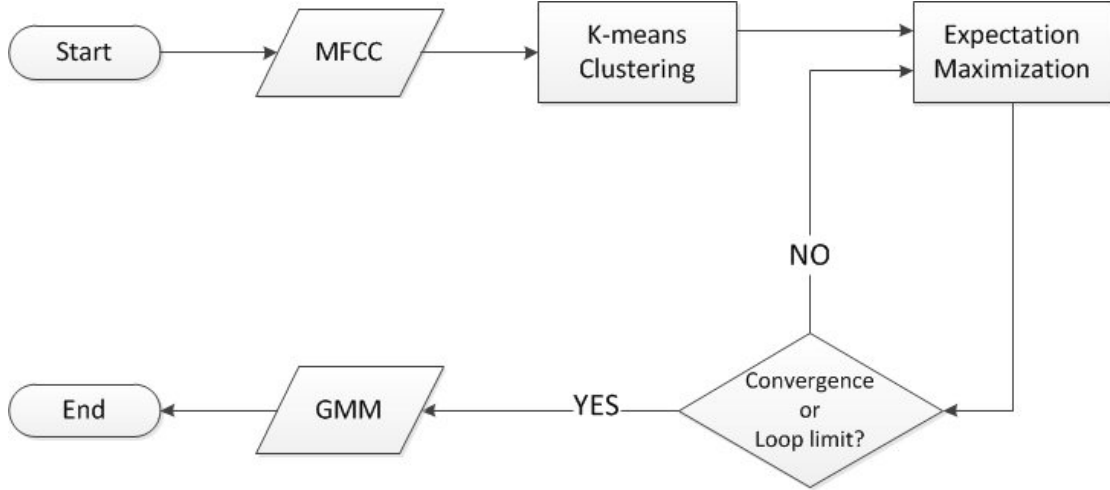 Start
MFCC
K-means
Clustering
Expectation
Maximization
NO
Convergence
or
Loop limit?
YES
GMM
End